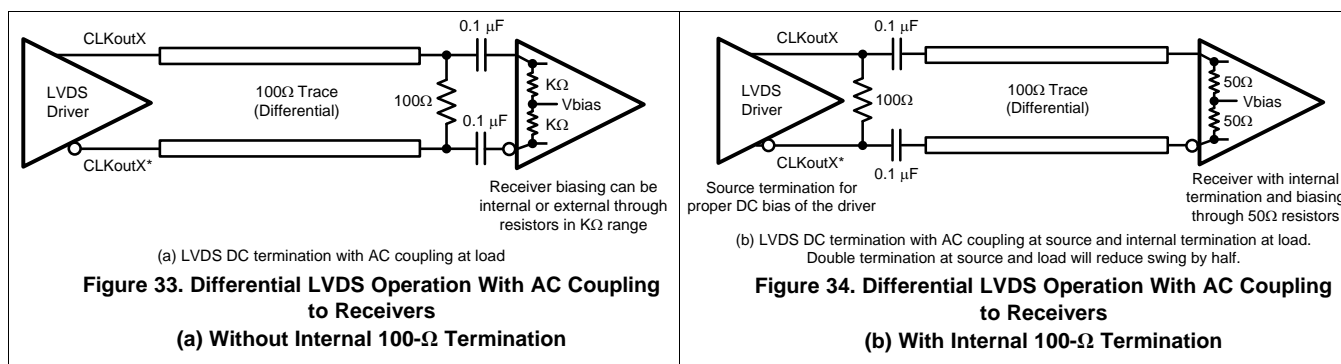 CLKoutX
0.1 μF
LVDS
Driver
100Ω Trace
(Differential)
100Ω
0.1 μF
KΩ
Vbias
KΩ
CLKoutX*
Receiver biasing can be
internal or external through
resistors in KΩ range
(a) LVDS DC termination with AC coupling at load
Figure 33. Differential LVDS Operation With AC Coupling
to Receivers
(a) Without Internal 100-Ω Termination
CLKoutX
0.1 μF
LVDS
Driver
100Ω
100Ω Trace
(Differential)
50Ω
Vbias
50Ω
CLKoutX*
0.1 μF
Source termination for
proper DC bias of the driver
Receiver with internal
termination and biasing
through 50Ω resistors
(b) LVDS DC termination with AC coupling at source and internal termination at load.
Double termination at source and load will reduce swing by half.
Figure 34. Differential LVDS Operation With AC Coupling
to Receivers
(b) With Internal 100-Ω Termination